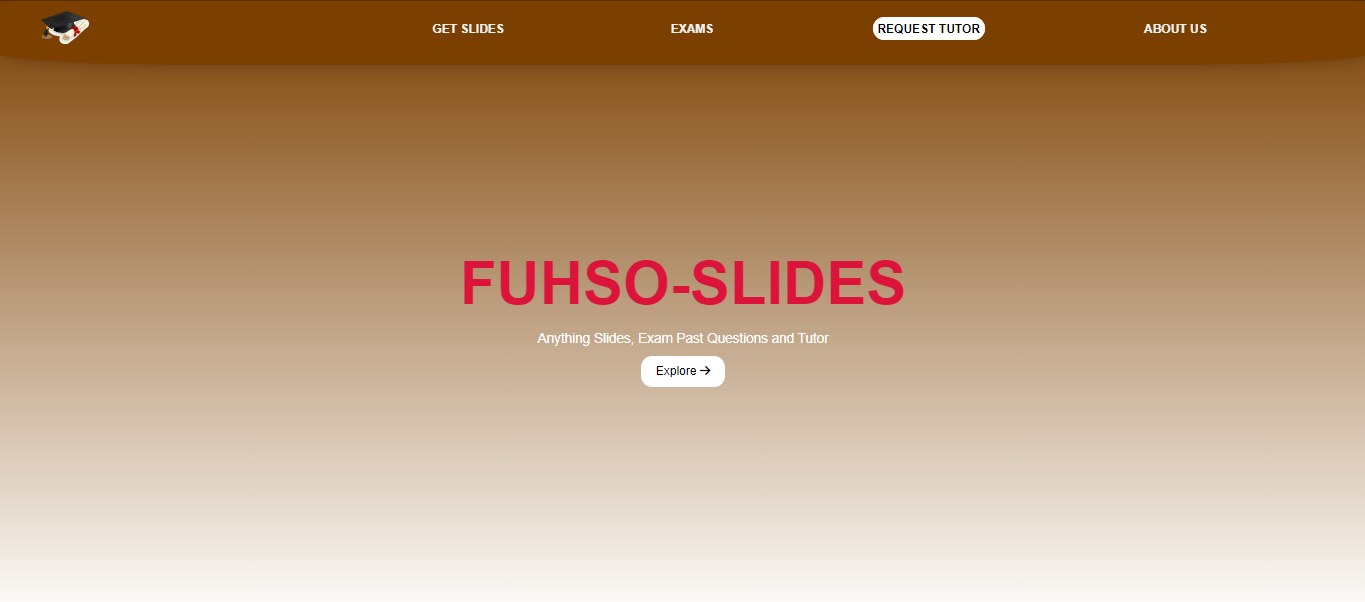 GET SLIDES
EXAMS
REQUEST TUTOR
ABOUT US
FUHSO-SLIDES
Anything Slides, Exam Past Questions and Tutor
Explore →